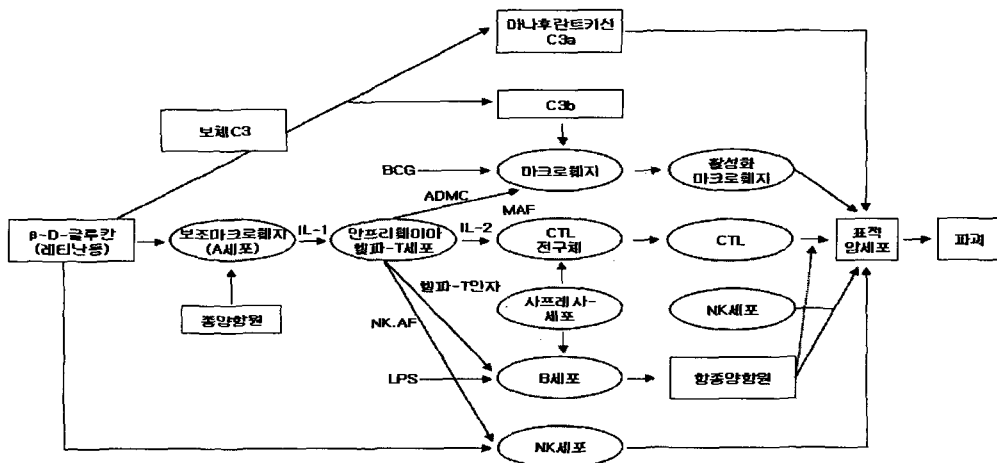 아나후란트키신
C3a
C3b
보체C3
BCG
마크로훼지
활성화
마크로훼지
ADMC
MAF
β-D-글루칸
(레티난등)
보조마크로훼지
(A세포)
IL-1
안프리훼이아
헬파-T세포
IL-2
CTL
전구체
CTL
표적
암세포
파괴
종양항원
헬파-T인자
사프레사-
세포
NK세포
NK.AF
LPS
B세포
항종양항원
NK세포